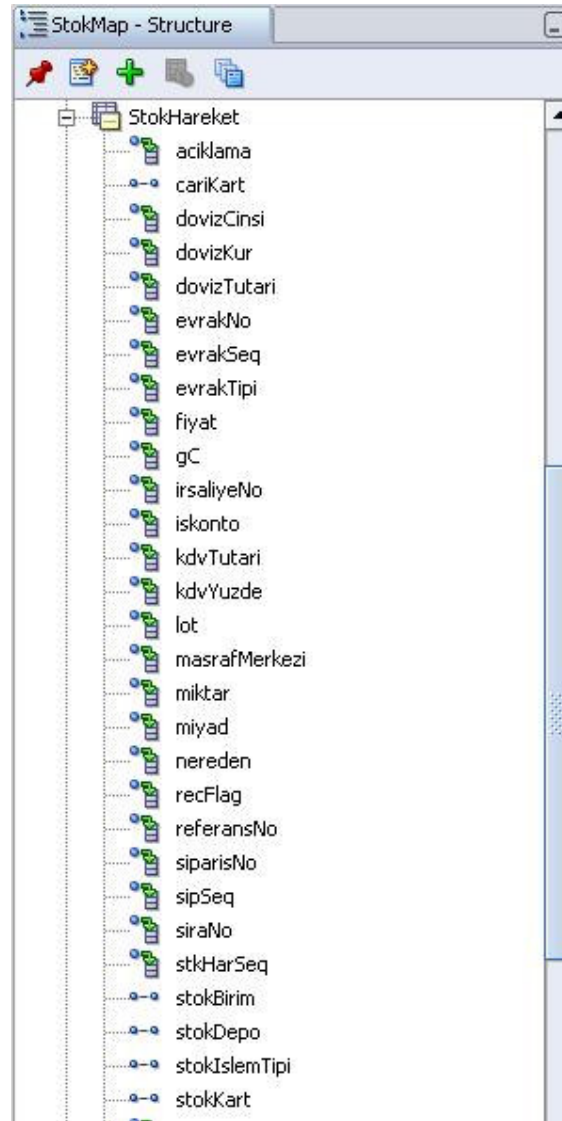 StokMap - Structure
StokHareket
aciklama
cariKart
dovizCinsi
dovizKur
dovizTutari
evrakNo
evrakSeq
evrakTipi
fiyat
gC
irsaliyeNo
iskonto
kdvTutari
kdvYuzde
lot
masrafMerkezi
miktar
miyad
nereden
recFlag
referansNo
siparisNo
sipSeq
siraNo
stkHarSeq
stokBirim
stokDepo
stokIslemTipi
stokKart